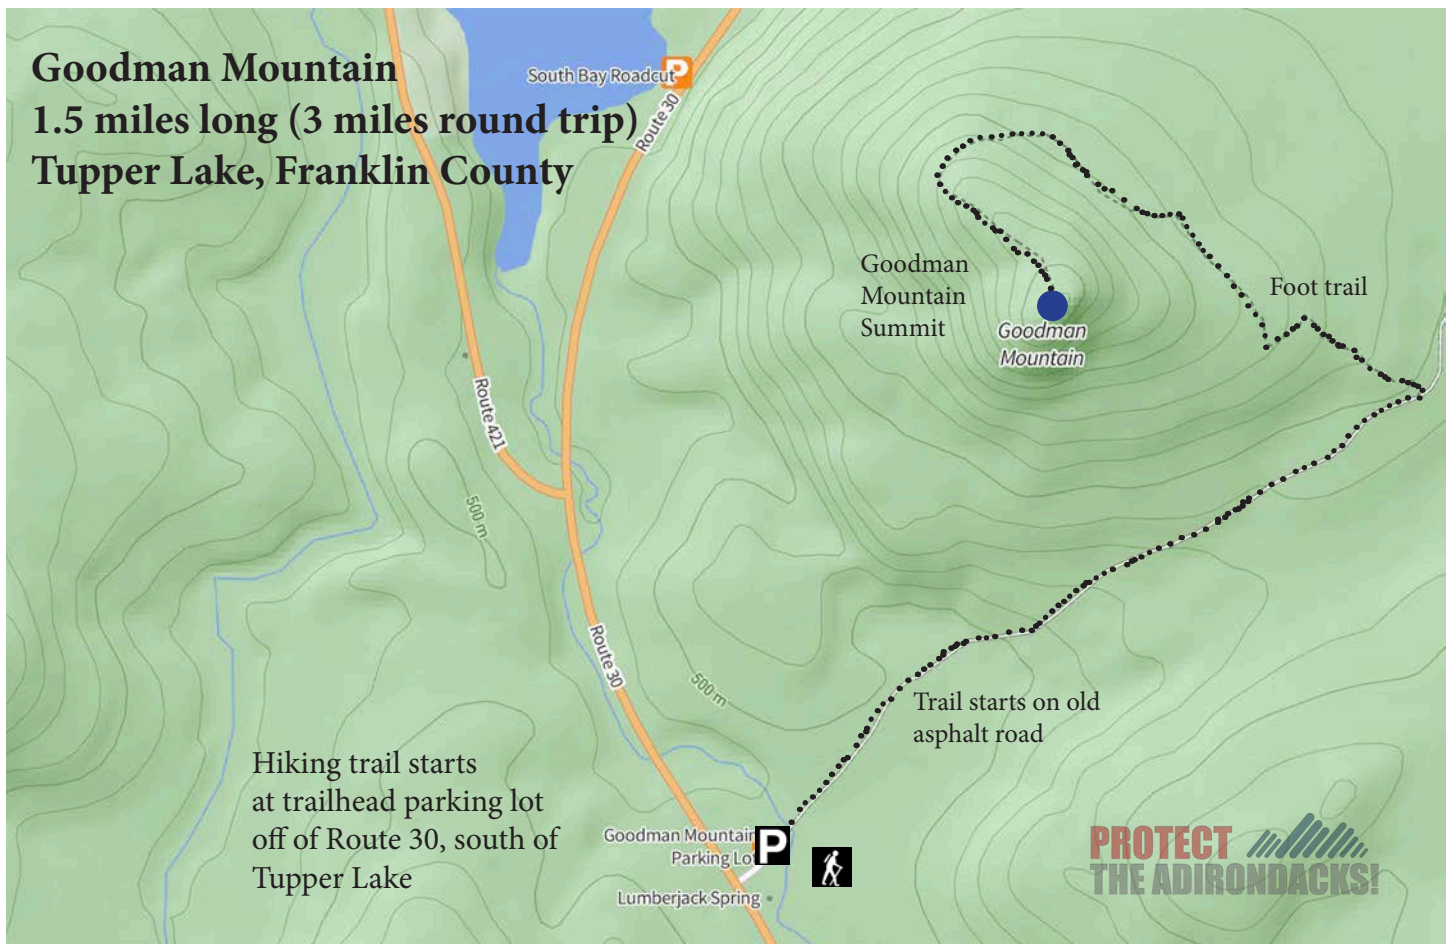 Goodman Mountain
1.5 miles long (3 miles round trip)
Tupper Lake, Franklin County
South Bay Roadcut
P
Route 30
Goodman
Mountain
Summit
Goodman
Mountain
Foot trail
Route 421
500 m
Route 30
500 m
Trail starts on old
asphalt road
Hiking trail starts
at trailhead parking lot
off of Route 30, south of
Tupper Lake
Goodman Mountain
Parking Lot
P
Lumberjack Spring
PROTECT
THE ADIRONDACKS!